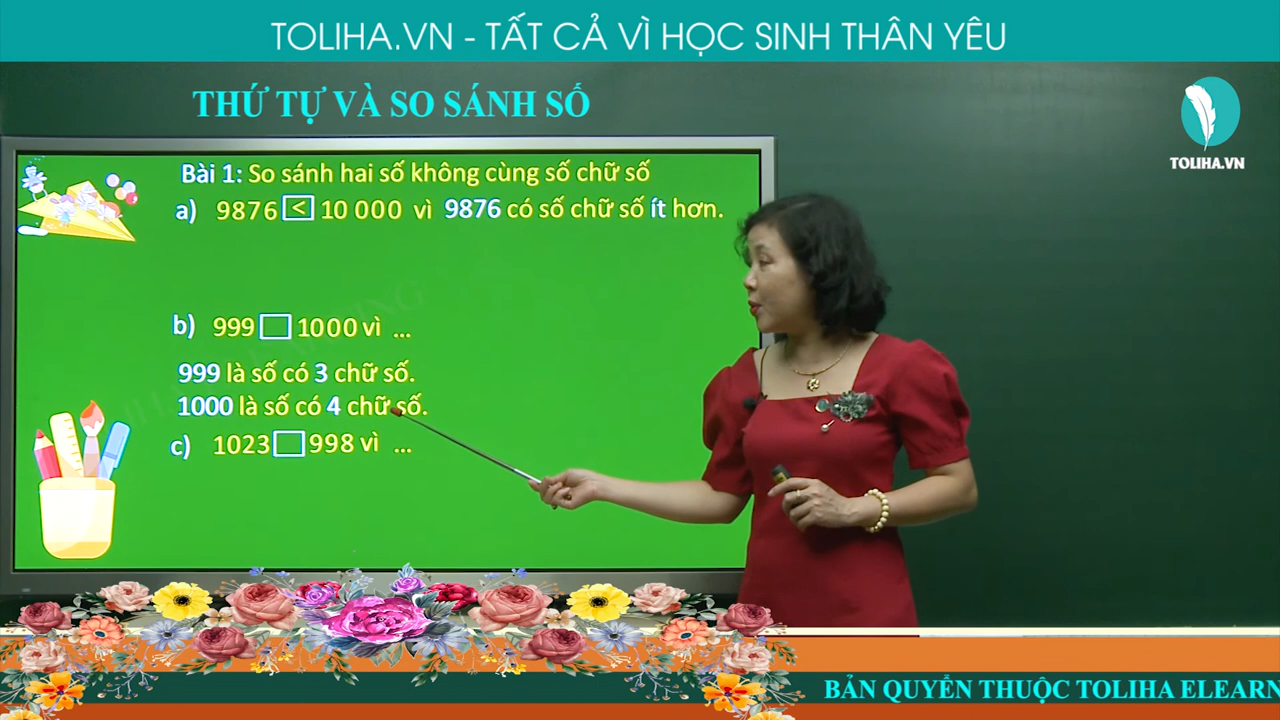 TOLIHA.VN - TẤT CẢ VÌ HỌC SINH THÂN YÊU
THỨ TỰ VÀ SO SÁNH SỐ
TOLIHA.VN
Bài 1: So sánh hai số không cùng số chữ số
a) 9876 < 10 000 vì 9876 có số chữ số ít hơn.
b) 999 □ 1000 vì ...
999 là số có 3 chữ số.
1000 là số có 4 chữ số.
c) 1023 □ 998 vì ...
BẢN QUYỀN THUỘC TOLIHA ELEARN